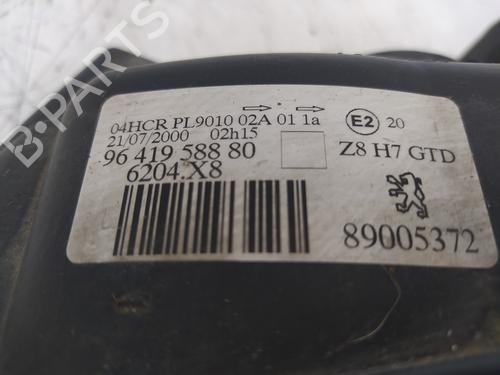 04HCR PL9010 02A 01 1a
21/07/2000 02h15
96 419 588 80
6204.X8
E2 20
Z8 H7 GTD
89005372
B-PARTS